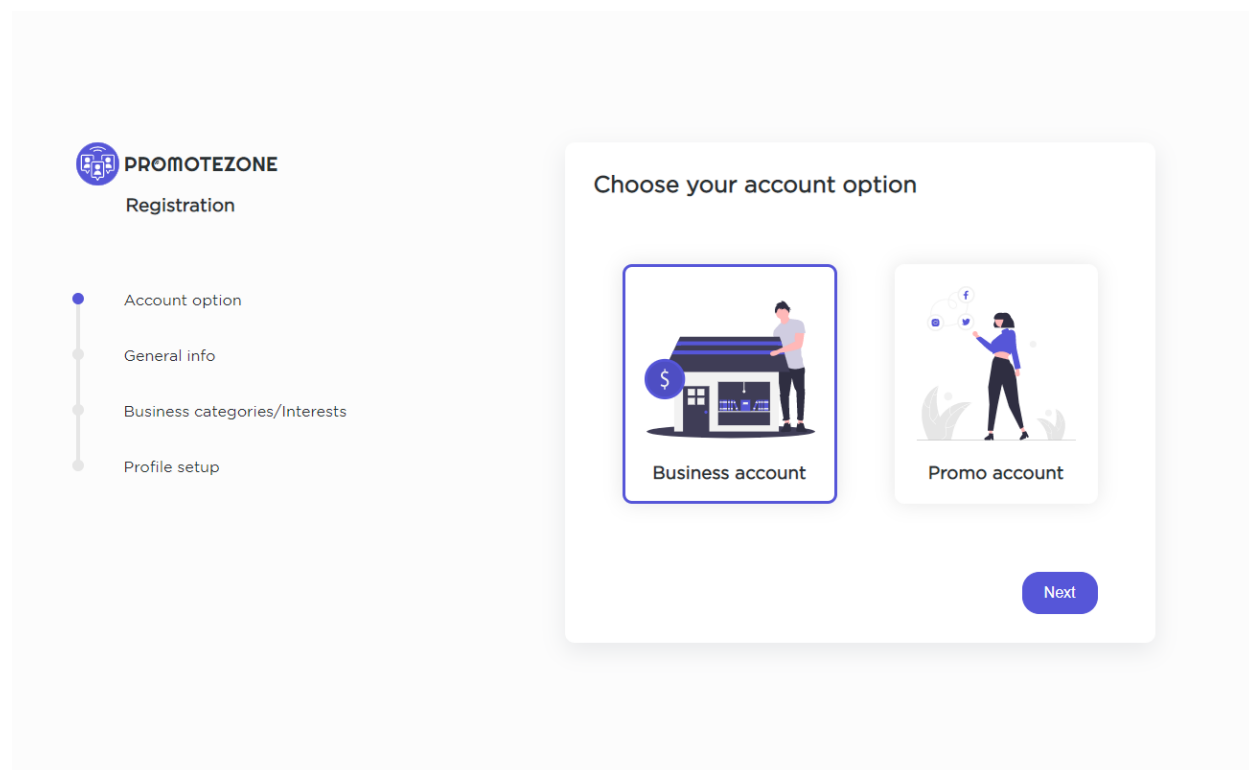 PROMOTEZONE
Registration
Account option
General info
Business categories/Interests
Profile setup
Choose your account option
$
Business account
Promo account
Next